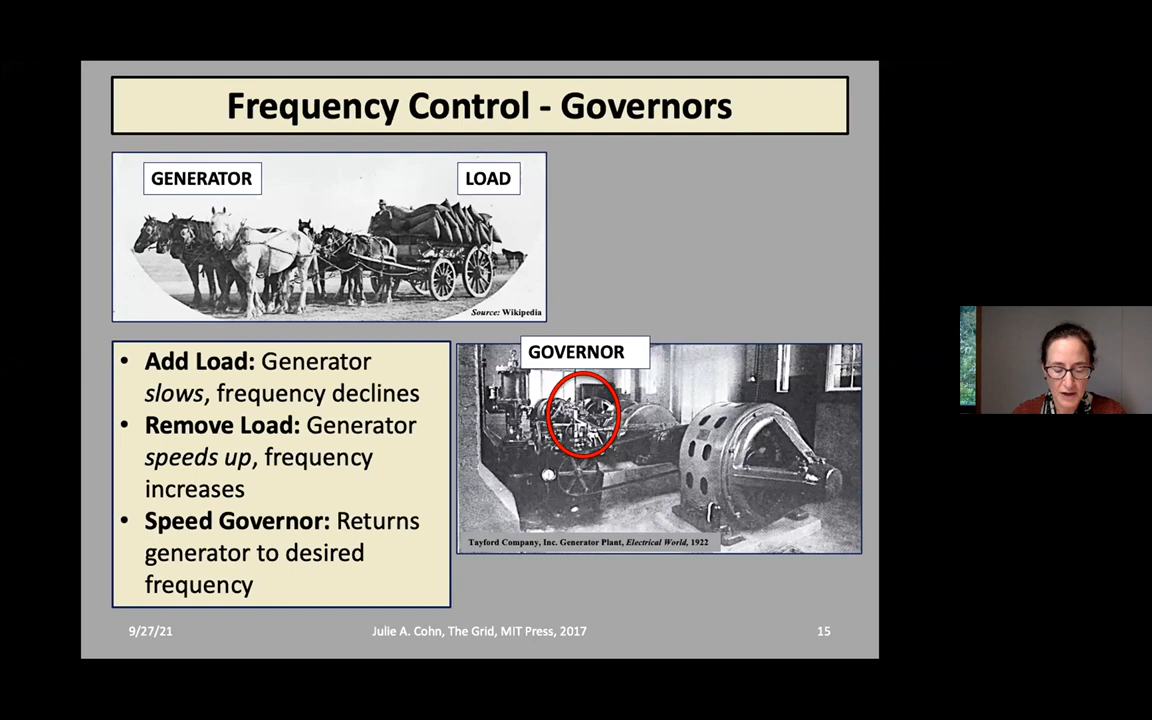 Frequency Control - Governors
GENERATOR
LOAD
Source: Wikipedia
• Add Load: Generator
slows, frequency declines
• Remove Load: Generator
speeds up, frequency
increases
• Speed Governor: Returns
generator to desired
frequency
GOVERNOR
Tayford Company, Inc. Generator Plant, Electrical World, 1922
9/27/21
Julie A. Cohn, The Grid, MIT Press, 2017
15